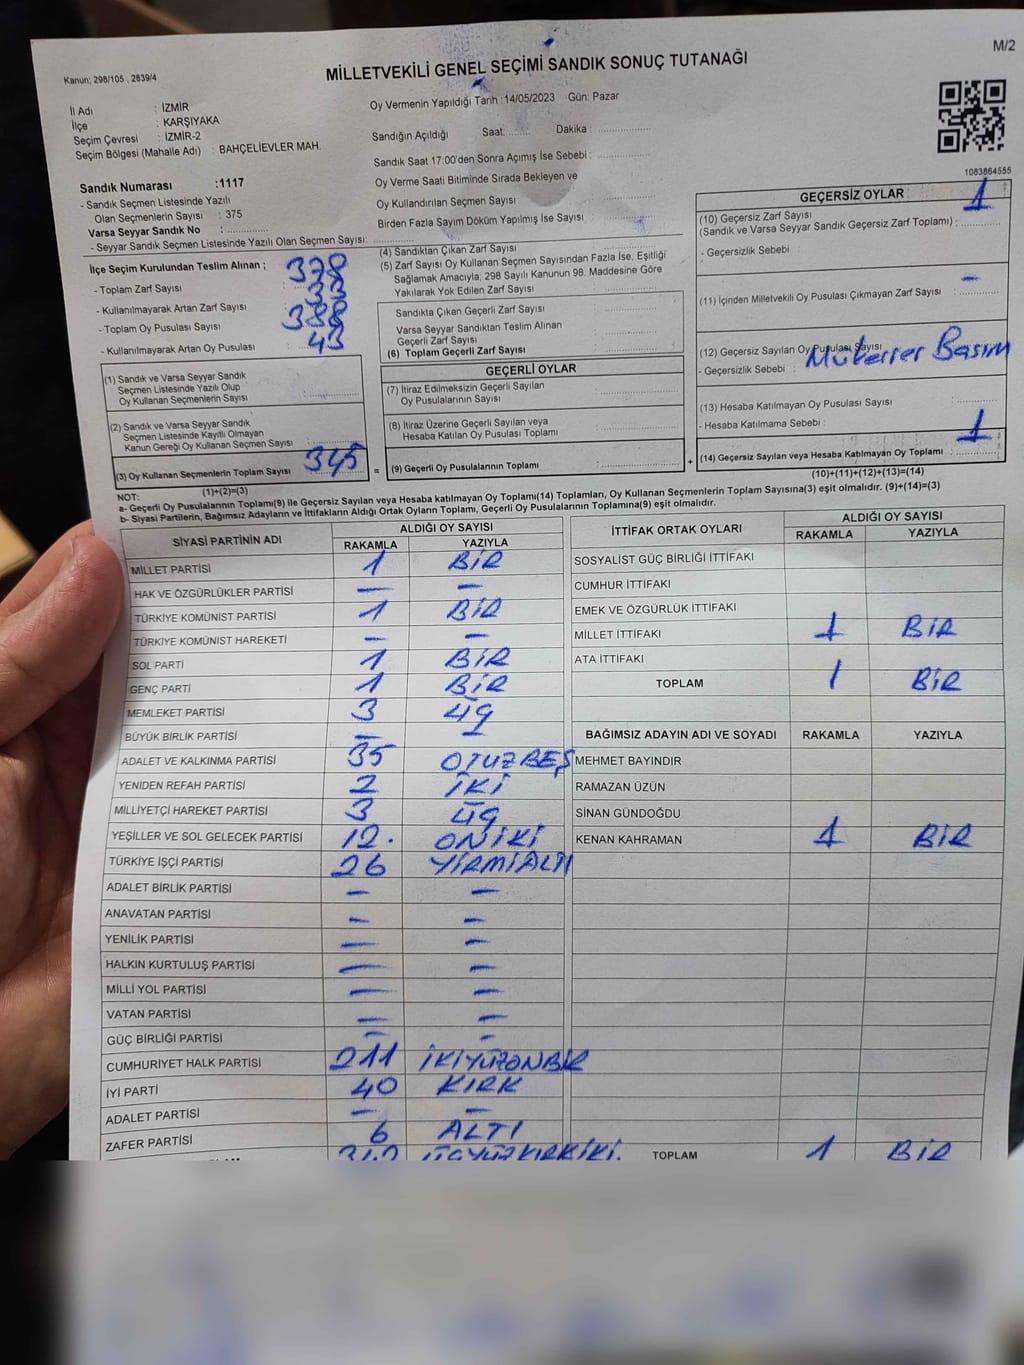 M/2
Kanun: 298/105 , 2839/4
MİLLETVEKİLİ GENEL SEÇİMİ SANDIK SONUÇ TUTANAĞI
İl Adı : İZMİR
İlçe : KARŞIYAKA
Seçim Çevresi : İZMİR-2
Seçim Bölgesi (Mahalle Adı) : BAHÇELİEVLER MAH.
Sandık Numarası :1117
- Sandık Seçmen Listesinde Yazılı
Olan Seçmenlerin Sayısı : 375
Varsa Seyyar Sandık No :
- Seyyar Sandık Seçmen Listesinde Yazılı Olan Seçmen Sayısı:
Oy Vermenin Yapıldığı Tarih :14/05/2023 Gün: Pazar
Sandığın Açıldığı Saat: Dakika :
Sandık Saat 17:00'den Sonra Açımış İse Sebebi :
Oy Verme Saati Bitiminde Sırada Bekleyen ve
Oy Kullandırılan Seçmen Sayısı :
Birden Fazla Sayım Döküm Yapılmış İse Sayısı :
1083864555
İlçe Seçim Kurulundan Teslim Alınan ;
- Toplam Zarf Sayısı : 378
- Kullanılmayarak Artan Zarf Sayısı : 33
- Toplam Oy Pusulası Sayısı : 388
- Kullanılmayarak Artan Oy Pusulası : 43
(1) Sandık ve Varsa Seyyar Sandık
Seçmen Listesinde Yazılı Olup
Oy Kullanan Seçmenlerin Sayısı :
(2) Sandık ve Varsa Seyyar Sandık
Seçmen Listesinde Kayıtlı Olmayan
Kanun Gereği Oy Kullanan Seçmen Sayısı :
(3) Oy Kullanan Seçmenlerin Toplam Sayısı : 345
(1)+(2)=(3)
(4) Sandıktan Çıkan Zarf Sayısı :
(5) Zarf Sayısı Oy Kullanan Seçmen Sayısından Fazla İse, Eşitliği
Sağlamak Amacıyla; 298 Sayılı Kanunun 98. Maddesine Göre
Yakılarak Yok Edilen Zarf Sayısı :
Sandıkta Çıkan Geçerli Zarf Sayısı :
Varsa Seyyar Sandıktan Teslim Alınan
Geçerli Zarf Sayısı :
(6) Toplam Geçerli Zarf Sayısı :
GEÇERLİ OYLAR
(7) İtiraz Edilmeksizin Geçerli Sayılan
Oy Pusulalarının Sayısı :
(8) İtiraz Üzerine Geçerli Sayılan veya
Hesaba Katılan Oy Pusulası Toplamı :
= (9) Geçerli Oy Pusulalarının Toplamı : +
GEÇERSİZ OYLAR
(10) Geçersiz Zarf Sayısı
(Sandık ve Varsa Seyyar Sandık Geçersiz Zarf Toplamı) : 1
- Geçersizlik Sebebi :
(11) İçinden Milletvekili Oy Pusulası Çıkmayan Zarf Sayısı : -
(12) Geçersiz Sayılan Oy Pusulası Sayısı
- Geçersizlik Sebebi : Mükerrer Basım
(13) Hesaba Katılmayan Oy Pusulası Sayısı :
- Hesaba Katılmama Sebebi :
(14) Geçersiz Sayılan veya Hesaba Katılmayan Oy Toplamı : 1
(10)+(11)+(12)+(13)=(14)
NOT:
a- Geçerli Oy Pusulalarının Toplamı(9) ile Geçersiz Sayılan veya Hesaba katılmayan Oy Toplamı(14) Toplamları, Oy Kullanan Seçmenlerin Toplam Sayısına(3) eşit olmalıdır. (9)+(14)=(3)
b- Siyasi Partilerin, Bağımsız Adayların ve İttifakların Aldığı Ortak Oyların Toplamı, Geçerli Oy Pusulalarının Toplamına(9) eşit olmalıdır.
SİYASİ PARTİNİN ADI ALDIĞI OY SAYISI
RAKAMLA YAZIYLA
MİLLET PARTİSİ 1 BİR
HAK VE ÖZGÜRLÜKLER PARTİSİ - -
TÜRKİYE KOMÜNİST PARTİSİ 1 BİR
TÜRKİYE KOMÜNİST HAREKETİ - -
SOL PARTİ 1 BİR
GENÇ PARTİ 1 BİR
MEMLEKET PARTİSİ 3 üç
BÜYÜK BİRLİK PARTİSİ - -
ADALET VE KALKINMA PARTİSİ 35 OTUZBEŞ
YENİDEN REFAH PARTİSİ 2 İKİ
MİLLİYETÇİ HAREKET PARTİSİ 3 üç
YEŞİLLER VE SOL GELECEK PARTİSİ 12. ONİKİ
TÜRKİYE İŞÇİ PARTİSİ 26 YİRMİALTI
ADALET BİRLİK PARTİSİ - -
ANAVATAN PARTİSİ - -
YENİLİK PARTİSİ - -
HALKIN KURTULUŞ PARTİSİ - -
MİLLİ YOL PARTİSİ - -
VATAN PARTİSİ - -
GÜÇ BİRLİĞİ PARTİSİ - -
CUMHURİYET HALK PARTİSİ 211 İKİYÜZONBİR
İYİ PARTİ 40 KIRK
ADALET PARTİSİ - -
ZAFER PARTİSİ 6 ALTI
342 ÜÇYÜZKIRKİKİ.
İTTİFAK ORTAK OYLARI ALDIĞI OY SAYISI
RAKAMLA YAZIYLA
SOSYALİST GÜÇ BİRLİĞİ İTTİFAKI
CUMHUR İTTİFAKI
EMEK VE ÖZGÜRLÜK İTTİFAKI
MİLLET İTTİFAKI 1 BİR
ATA İTTİFAKI
TOPLAM 1 BİR
BAĞIMSIZ ADAYIN ADI VE SOYADI RAKAMLA YAZIYLA
MEHMET BAYINDIR
RAMAZAN ÜZÜN
SİNAN GÜNDOĞDU
KENAN KAHRAMAN 1 BİR
TOPLAM 1 BİR